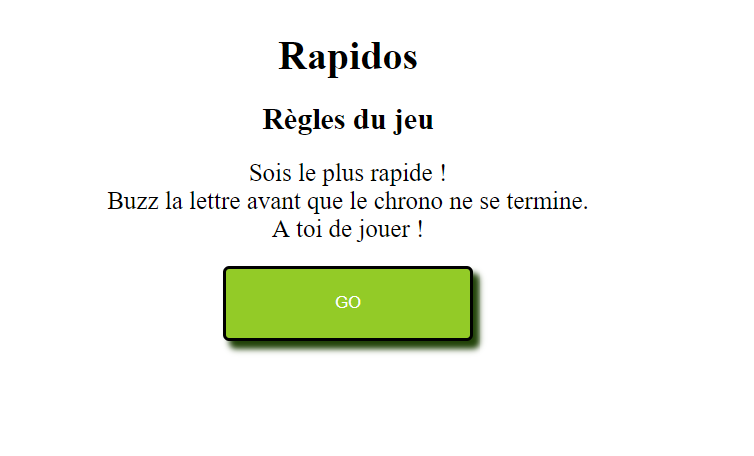 Rapidos
Règles du jeu
Sois le plus rapide !
Buzz la lettre avant que le chrono ne se termine.
A toi de jouer !
GO